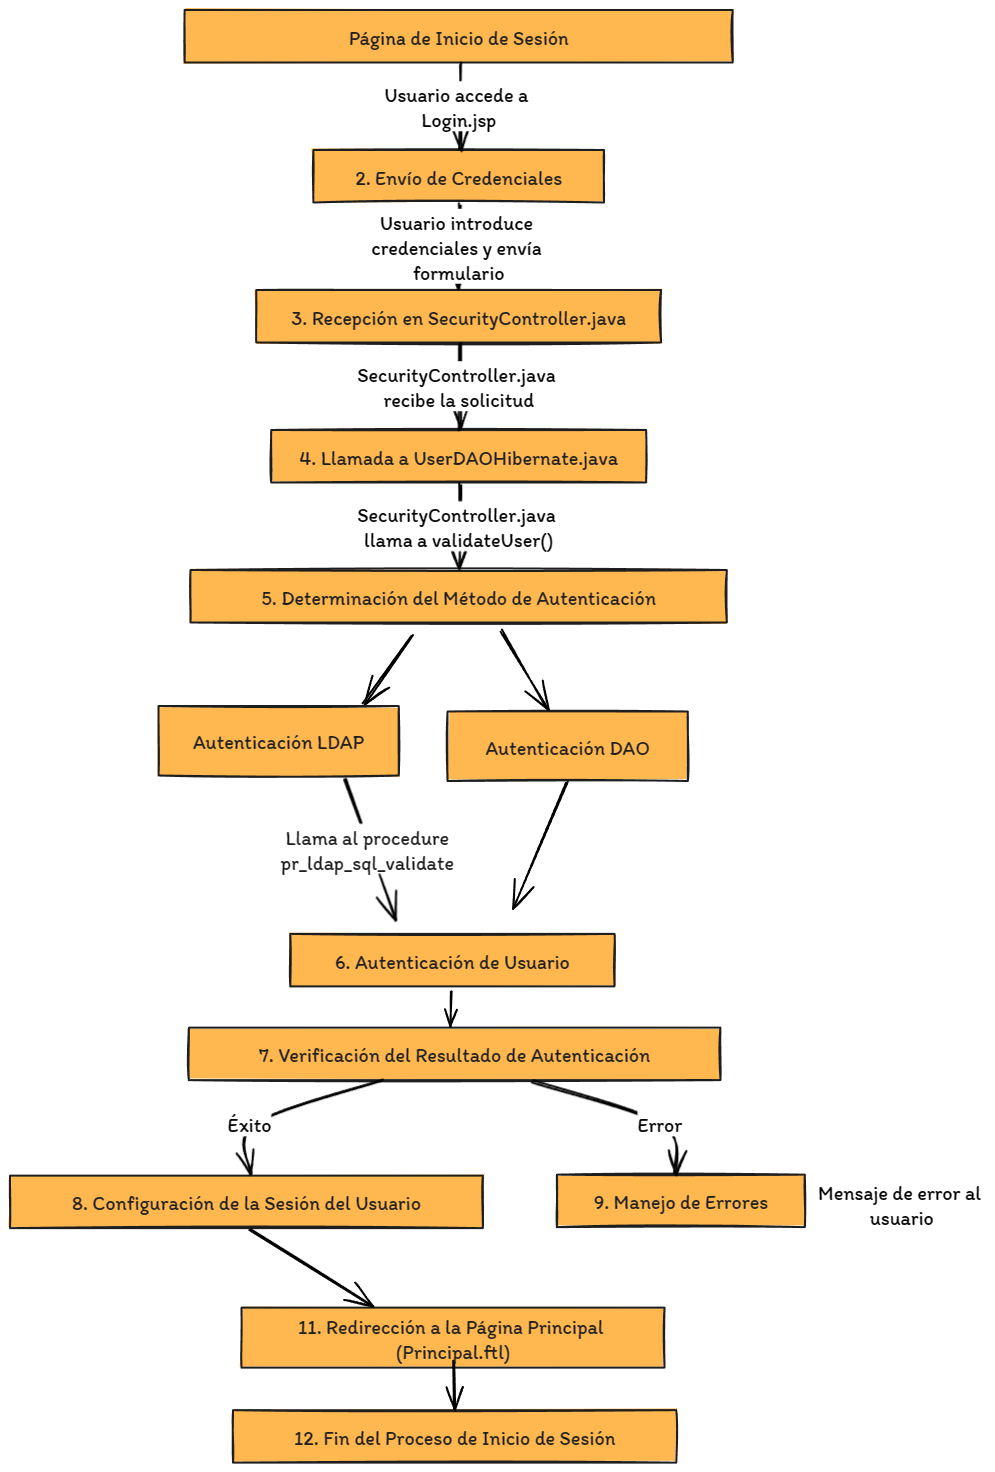 Página de Inicio de Sesión
Usuario accede a
Login.jsp
2. Envío de Credenciales
Usuario introduce
credenciales y envía
formulario
3. Recepción en SecurityController.java
SecurityController.java
recibe la solicitud
4. Llamada a UserDAOHibernate.java
SecurityController.java
llama a validateUser()
5. Determinación del Método de Autenticación
Autenticación LDAP
Autenticación DAO
Llama al procedure
pr_ldap_sql_validate
6. Autenticación de Usuario
7. Verificación del Resultado de Autenticación
Éxito
Error
8. Configuración de la Sesión del Usuario
9. Manejo de Errores
Mensaje de error al
usuario
11. Redirección a la Página Principal
(Principal.ftl)
12. Fin del Proceso de Inicio de Sesión